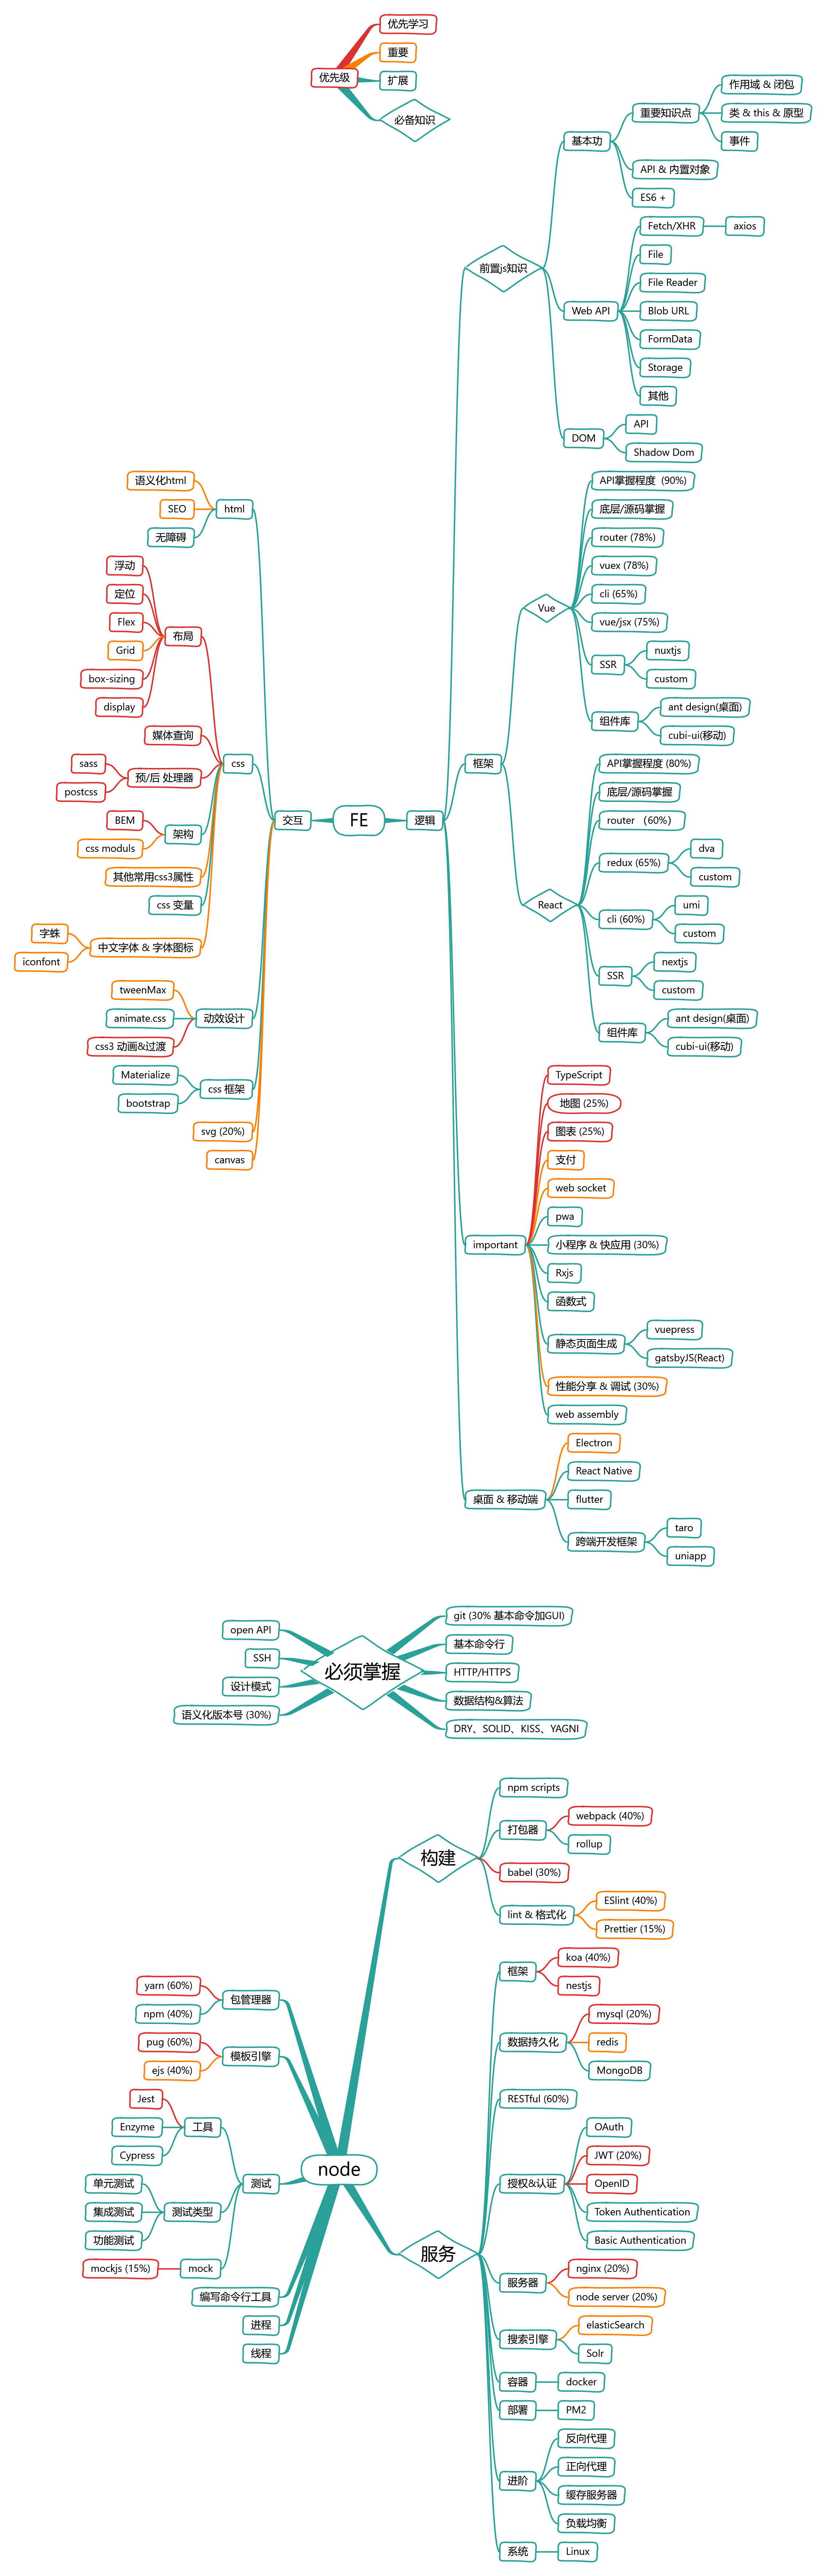 优先级
优先学习
重要
扩展
必备知识
FE
交互
html
语义化html
SEO
无障碍
css
布局
浮动
定位
Flex
Grid
box-sizing
display
媒体查询
预/后 处理器
sass
postcss
架构
BEM
css moduls
其他常用css3属性
css 变量
中文字体 & 字体图标
字蛛
iconfont
动效设计
tweenMax
animate.css
css3 动画&过渡
css 框架
Materialize
bootstrap
svg (20%)
canvas
逻辑
前置js知识
基本功
重要知识点
作用域 & 闭包
类 & this & 原型
事件
API & 内置对象
ES6 +
Web API
Fetch/XHR
axios
File
File Reader
Blob URL
FormData
Storage
其他
DOM
API
Shadow Dom
框架
Vue
API掌握程度 (90%)
底层/源码掌握
router (78%)
vuex (78%)
cli (65%)
vue/jsx (75%)
SSR
nuxtjs
custom
组件库
ant design(桌面)
cubi-ui(移动)
React
API掌握程度 (80%)
底层/源码掌握
router （60%）
redux (65%)
dva
custom
cli (60%)
umi
custom
SSR
nextjs
custom
组件库
ant design(桌面)
cubi-ui(移动)
important
TypeScript
地图 (25%)
图表 (25%)
支付
web socket
pwa
小程序 & 快应用 (30%)
Rxjs
函数式
静态页面生成
vuepress
gatsbyJS(React)
性能分享 & 调试 (30%)
web assembly
桌面 & 移动端
Electron
React Native
flutter
跨端开发框架
taro
uniapp
必须掌握
open API
SSH
设计模式
语义化版本号 (30%)
git (30% 基本命令加GUI)
基本命令行
HTTP/HTTPS
数据结构&算法
DRY、SOLID、KISS、YAGNI
node
包管理器
yarn (60%)
npm (40%)
模板引擎
pug (60%)
ejs (40%)
测试
工具
Jest
Enzyme
Cypress
测试类型
单元测试
集成测试
功能测试
mock
mockjs (15%)
编写命令行工具
进程
线程
构建
npm scripts
打包器
webpack (40%)
rollup
babel (30%)
lint & 格式化
ESlint (40%)
Prettier (15%)
服务
框架
koa (40%)
nestjs
数据持久化
mysql (20%)
redis
MongoDB
RESTful (60%)
授权&认证
OAuth
JWT (20%)
OpenID
Token Authentication
Basic Authentication
服务器
nginx (20%)
node server (20%)
搜索引擎
elasticSearch
Solr
容器
docker
部署
PM2
进阶
反向代理
正向代理
缓存服务器
负载均衡
系统
Linux